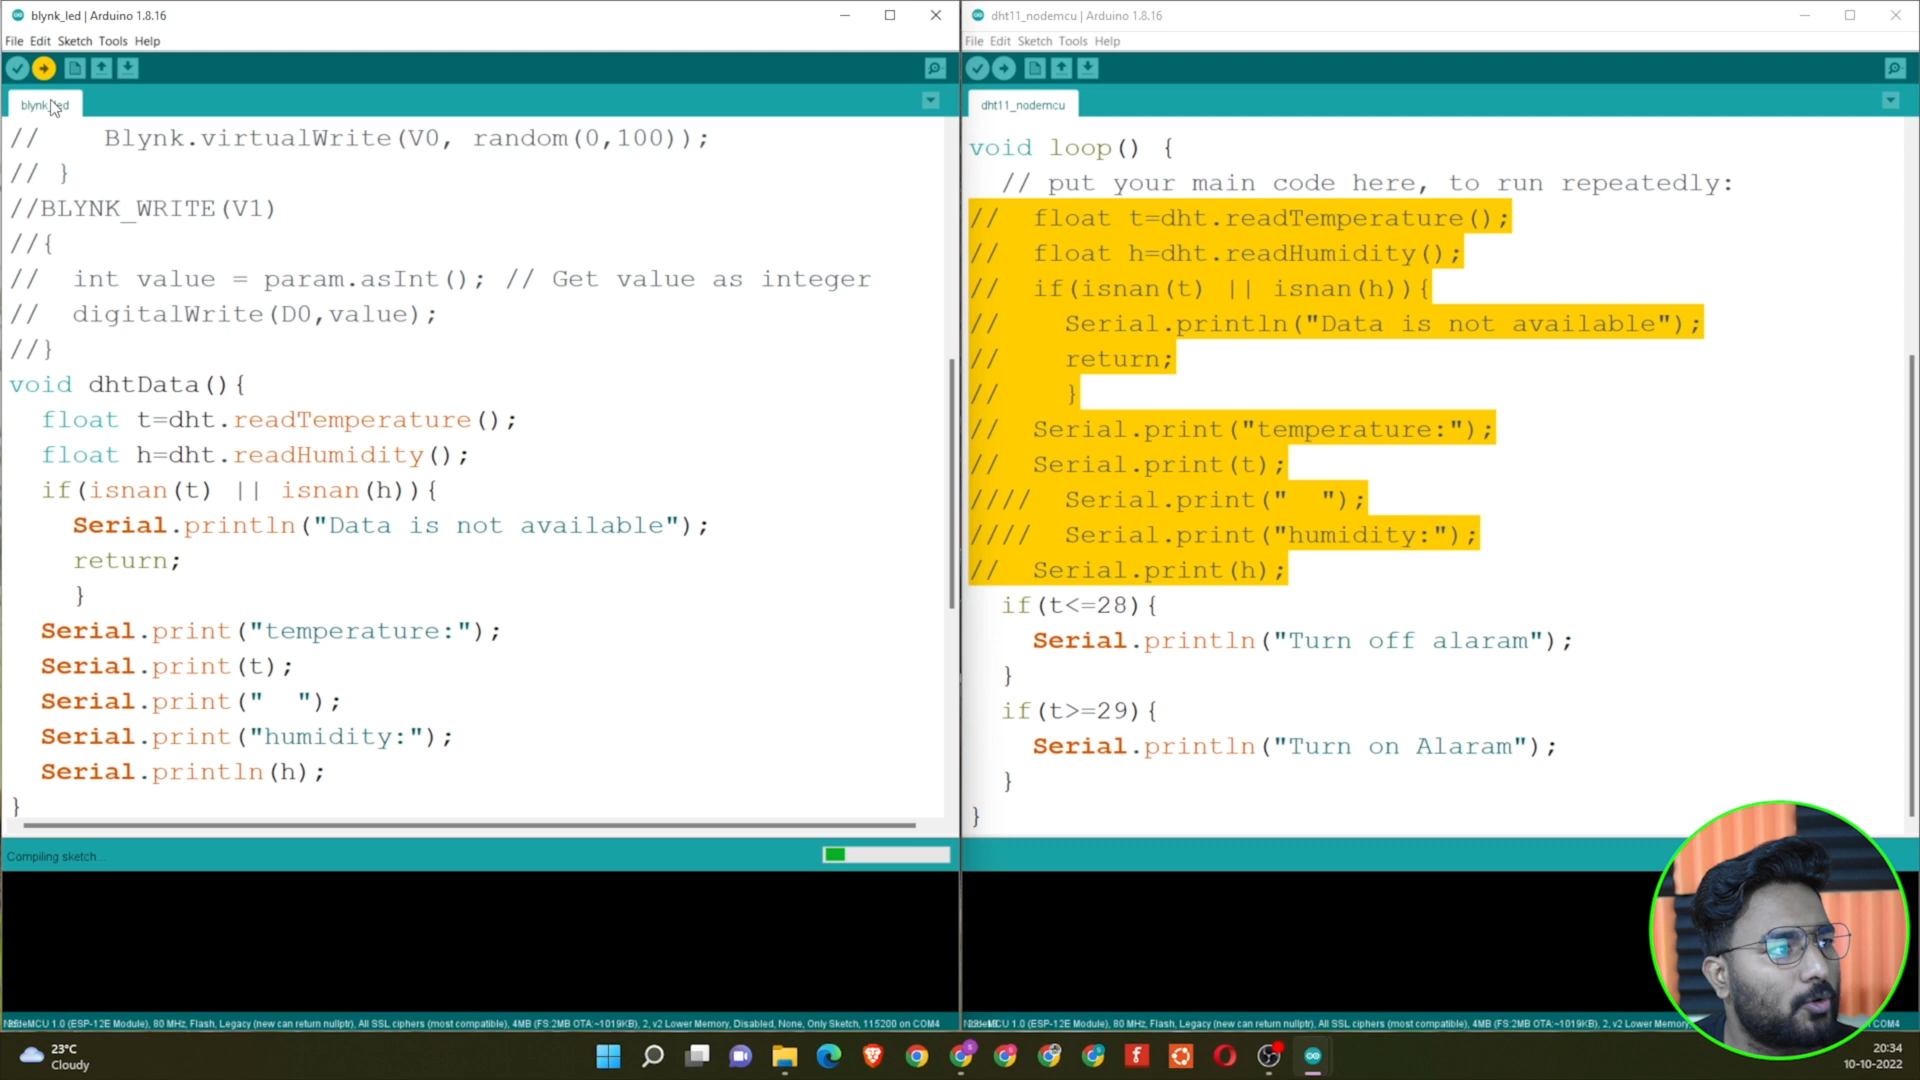 blynk_led | Arduino 1.8.16
File Edit Sketch Tools Help
blynk_led
//    Blynk.virtualWrite(V0, random(0,100));
// }
//BLYNK_WRITE(V1)
//{
//  int value = param.asInt(); // Get value as integer
//  digitalWrite(D0,value);
//}
void dhtData(){
  float t=dht.readTemperature();
  float h=dht.readHumidity();
  if(isnan(t) || isnan(h)){
    Serial.println("Data is not available");
    return;
    }
  Serial.print("temperature:");
  Serial.print(t);
  Serial.print("  ");
  Serial.print("humidity:");
  Serial.println(h);
}
Compiling sketch...
NodeMCU 1.0 (ESP-12E Module), 80 MHz, Flash, Legacy (new can return nullptr), All SSL ciphers (most compatible), 4MB (FS:2MB OTA:~1019KB), 2, v2 Lower Memory, Disabled, None, Only Sketch, 115200 on COM4
dht11_nodemcu | Arduino 1.8.16
File Edit Sketch Tools Help
dht11_nodemcu
void loop() {
  // put your main code here, to run repeatedly:
//  float t=dht.readTemperature();
//  float h=dht.readHumidity();
//  if(isnan(t) || isnan(h)){
//    Serial.println("Data is not available");
//    return;
//    }
//  Serial.print("temperature:");
//  Serial.print(t);
////  Serial.print("  ");
////  Serial.print("humidity:");
//  Serial.print(h);
  if(t<=28){
    Serial.println("Turn off alaram");
  }
  if(t>=29){
    Serial.println("Turn on Alaram");
  }
}
MCU 1.0 (ESP-12E Module), 80 MHz, Flash, Legacy (new can return nullptr), All SSL ciphers (most compatible), 4MB (FS:2MB OTA:~1019KB), 2, v2 Lower Memory, COM4
23°C
Cloudy
20:34
10-10-2022